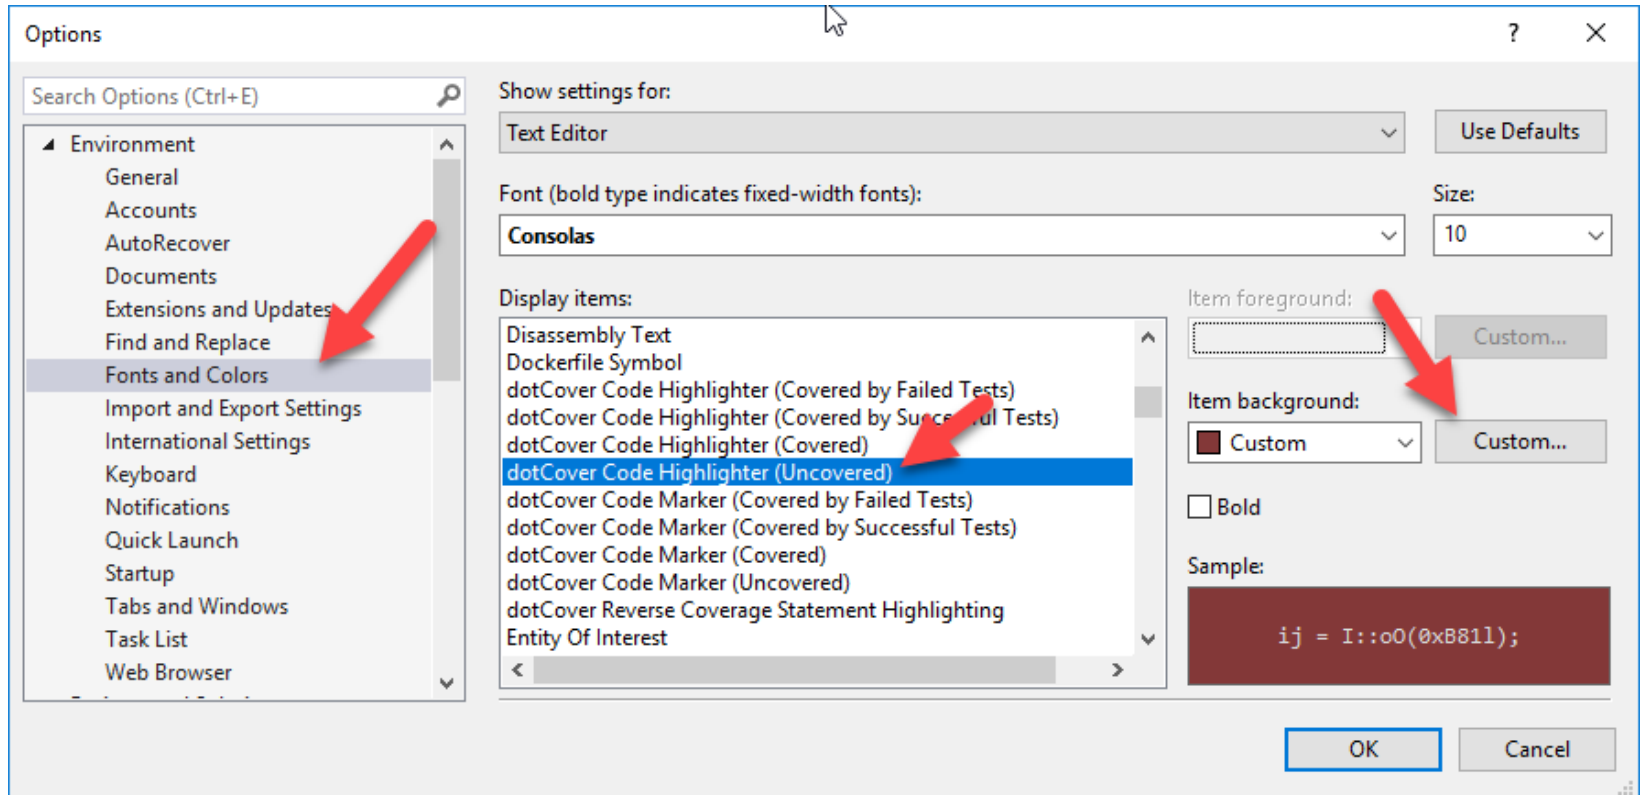 Options
?
Search Options (Ctrl+E)
Environment
General
Accounts
AutoRecover
Documents
Extensions and Updates
Find and Replace
Fonts and Colors
Import and Export Settings
International Settings
Keyboard
Notifications
Quick Launch
Startup
Tabs and Windows
Task List
Web Browser
Show settings for:
Text Editor
Use Defaults
Font (bold type indicates fixed-width fonts):
Size:
Consolas
10
Display items:
Disassembly Text
Dockerfile Symbol
dotCover Code Highlighter (Covered by Failed Tests)
dotCover Code Highlighter (Covered by Successful Tests)
dotCover Code Highlighter (Covered)
dotCover Code Highlighter (Uncovered)
dotCover Code Marker (Covered by Failed Tests)
dotCover Code Marker (Covered by Successful Tests)
dotCover Code Marker (Covered)
dotCover Code Marker (Uncovered)
dotCover Reverse Coverage Statement Highlighting
Entity Of Interest
Item foreground:
Custom...
Item background:
Custom
Custom...
Bold
Sample:
ij = I::oO(0xB81l);
OK
Cancel